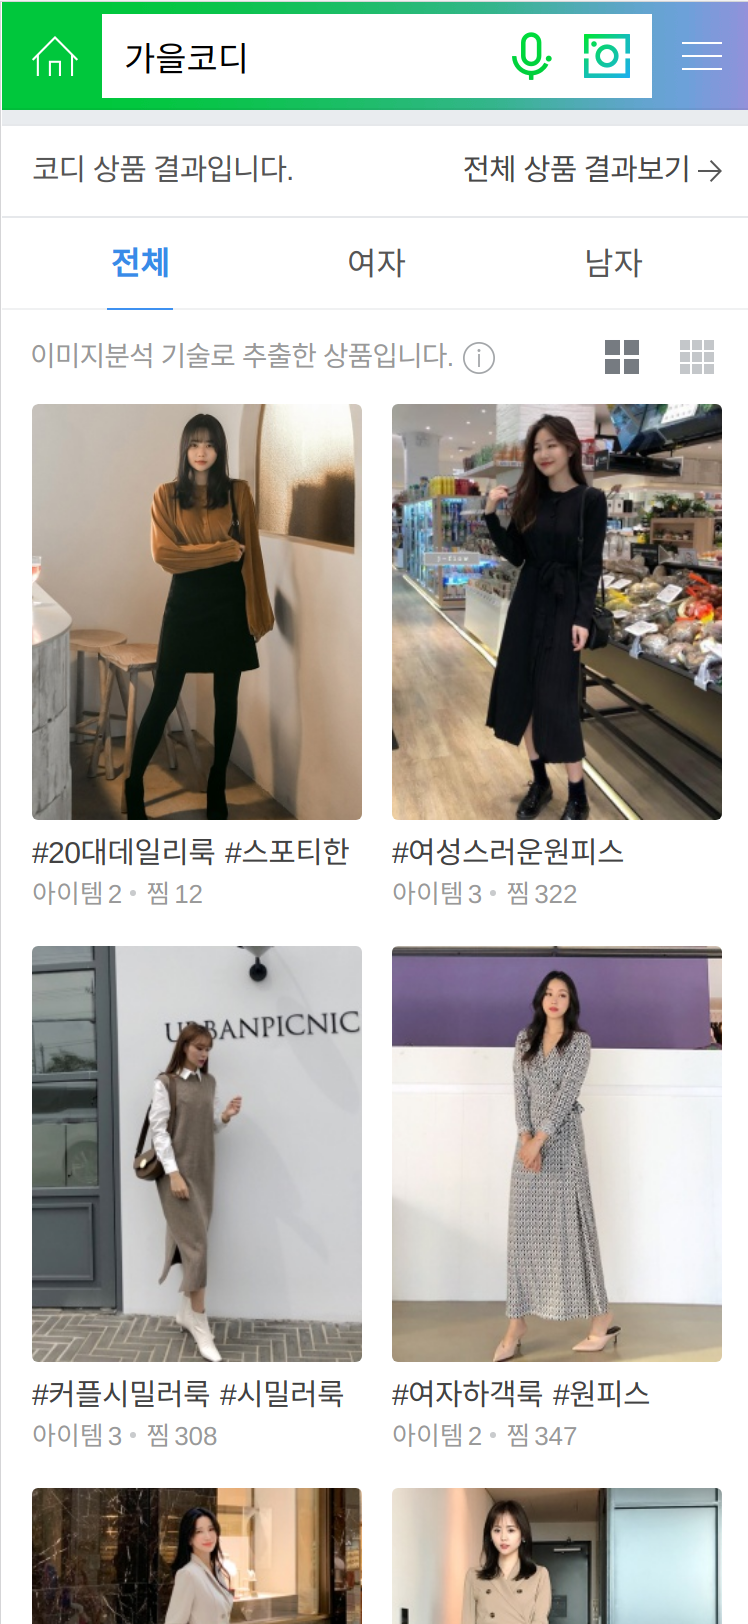 가을코디
코디 상품 결과입니다. 전체 상품 결과보기
전체 여자 남자
이미지분석 기술로 추출한 상품입니다.
#20대데일리룩 #스포티한
아이템 2 • 찜 12
#여성스러운원피스
아이템 3 • 찜 322
URBANPICNIC
#커플시밀러룩 #시밀러룩
아이템 3 • 찜 308
#여자하객룩 #원피스
아이템 2 • 찜 347